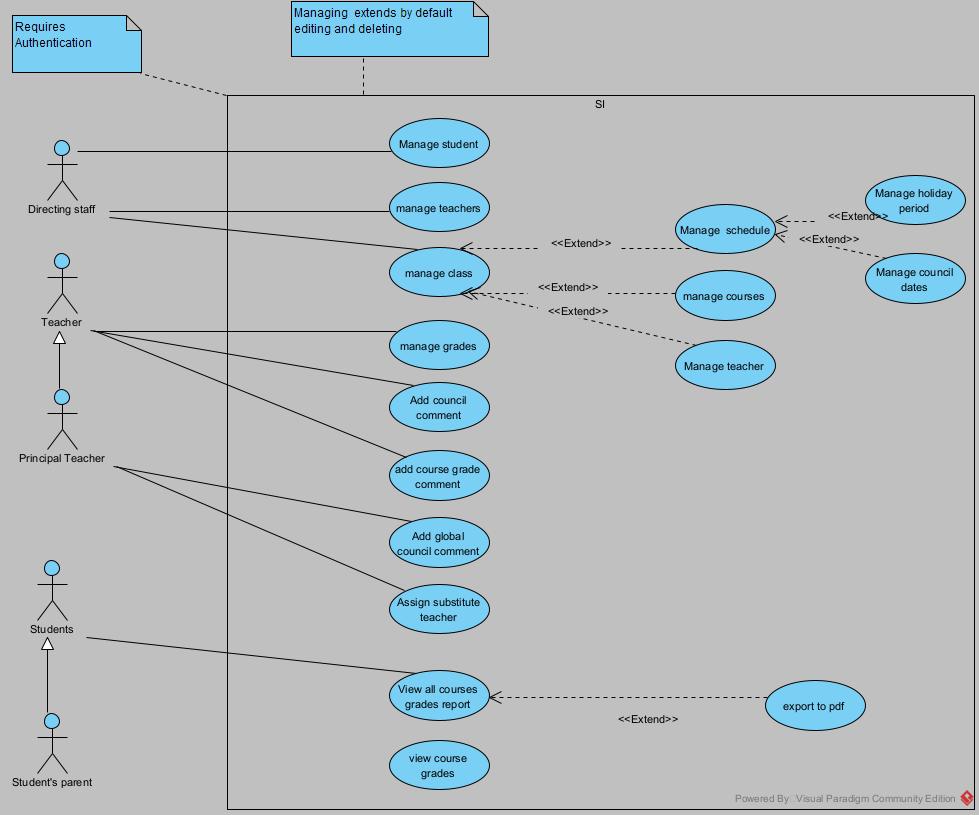 Requires
Authentication
Managing  extends by default
editing and deleting
SI
Directing staff
Teacher
Principal Teacher
Students
Student's parent
Manage student
manage teachers
manage class
manage grades
Add council
comment
add course grade
comment
Add global
council comment
Assign substitute
teacher
View all courses
grades report
view course
grades
<<Extend>>
<<Extend>>
<<Extend>>
Manage  schedule
manage courses
Manage teacher
<<Extend>>
<<Extend>>
Manage holiday
period
Manage council
dates
<<Extend>>
export to pdf
Powered By: Visual Paradigm Community Edition